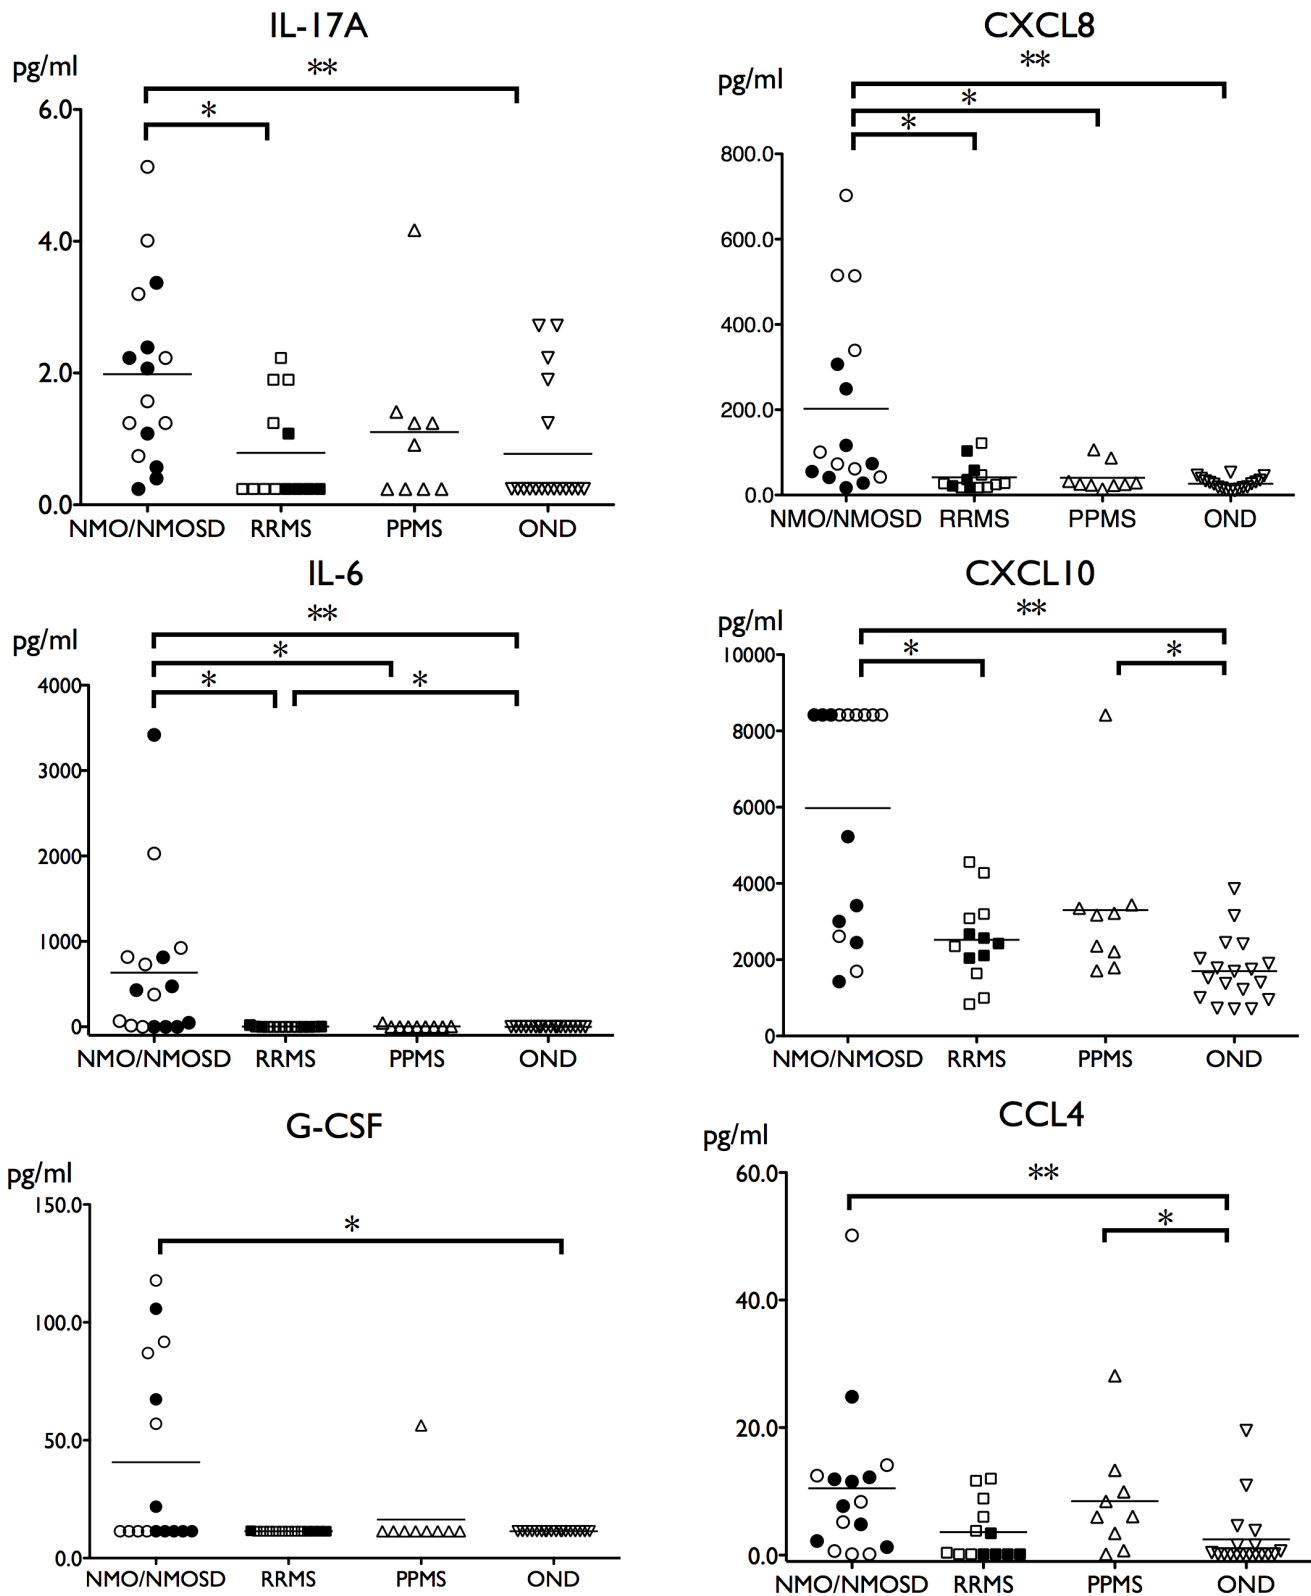 IL-17A
pg/ml
**
*
6.0
4.0
2.0
0.0
NMO/NMOSD RRMS PPMS OND
CXCL8
pg/ml
**
*
*
800.0
600.0
400.0
200.0
0.0
NMO/NMOSD RRMS PPMS OND
IL-6
pg/ml
**
*
* *
4000
3000
2000
1000
0
NMO/NMOSD RRMS PPMS OND
CXCL10
pg/ml
**
* *
10000
8000
6000
4000
2000
0
NMO/NMOSD RRMS PPMS OND
G-CSF
pg/ml
*
150.0
100.0
50.0
0.0
NMO/NMOSD RRMS PPMS OND
CCL4
pg/ml
**
*
60.0
40.0
20.0
0.0
NMO/NMOSD RRMS PPMS OND